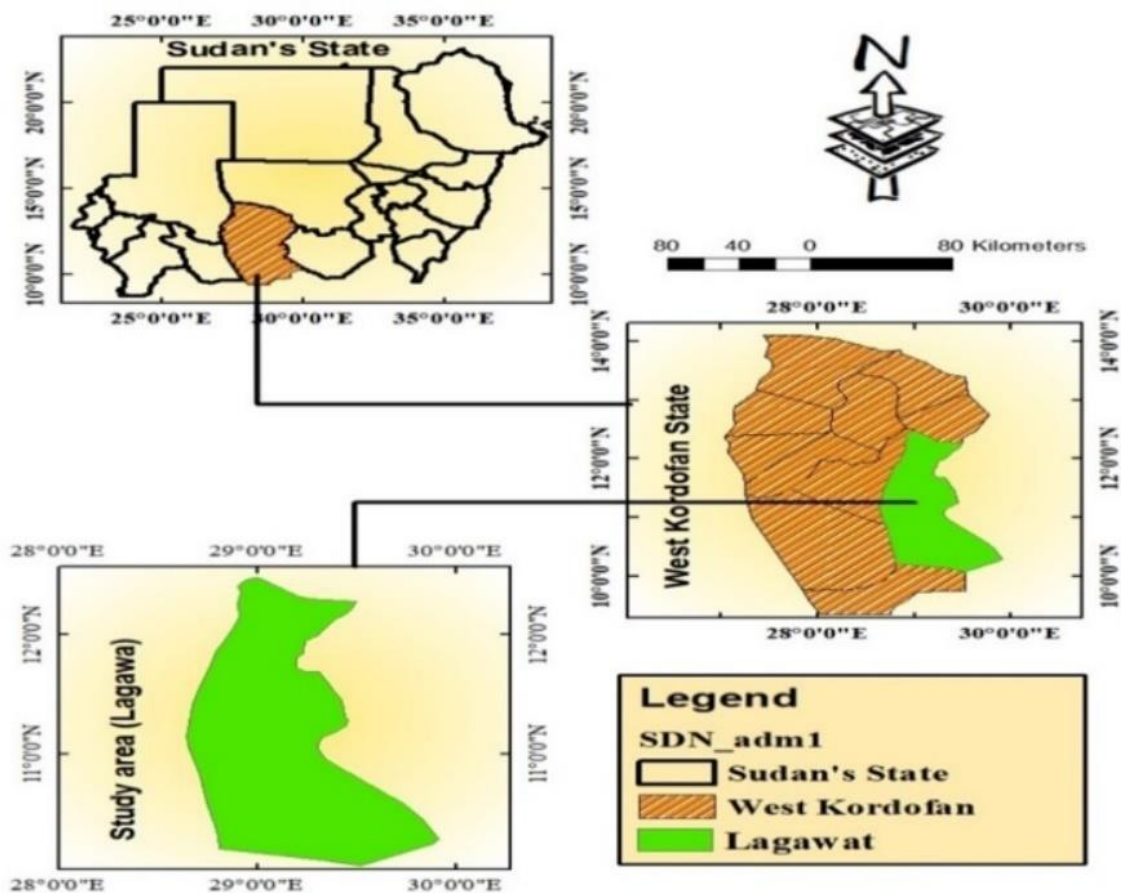 25°0'0"E 30°0'0"E 35°0'0"E
Sudan's State
20°0'0"N
15°0'0"N
10°0'0"N
20°0'0"N
15°0'0"N
10°0'0"N
25°0'0"E 30°0'0"E 35°0'0"E
N
80 40 0 80 Kilometers
28°0'0"E 30°0'0"E
14°0'0"N
12°0'0"N
10°0'0"N
West Kordofan State
14°0'0"N
12°0'0"N
10°0'0"N
28°0'0"E 30°0'0"E
28°0'0"E 29°0'0"E 30°0'0"E
12°0'0"N
11°0'0"N
Study area (Lagawa)
12°0'0"N
11°0'0"N
28°0'0"E 29°0'0"E 30°0'0"E
Legend
SDN_adm1
Sudan's State
West Kordofan
Lagawat